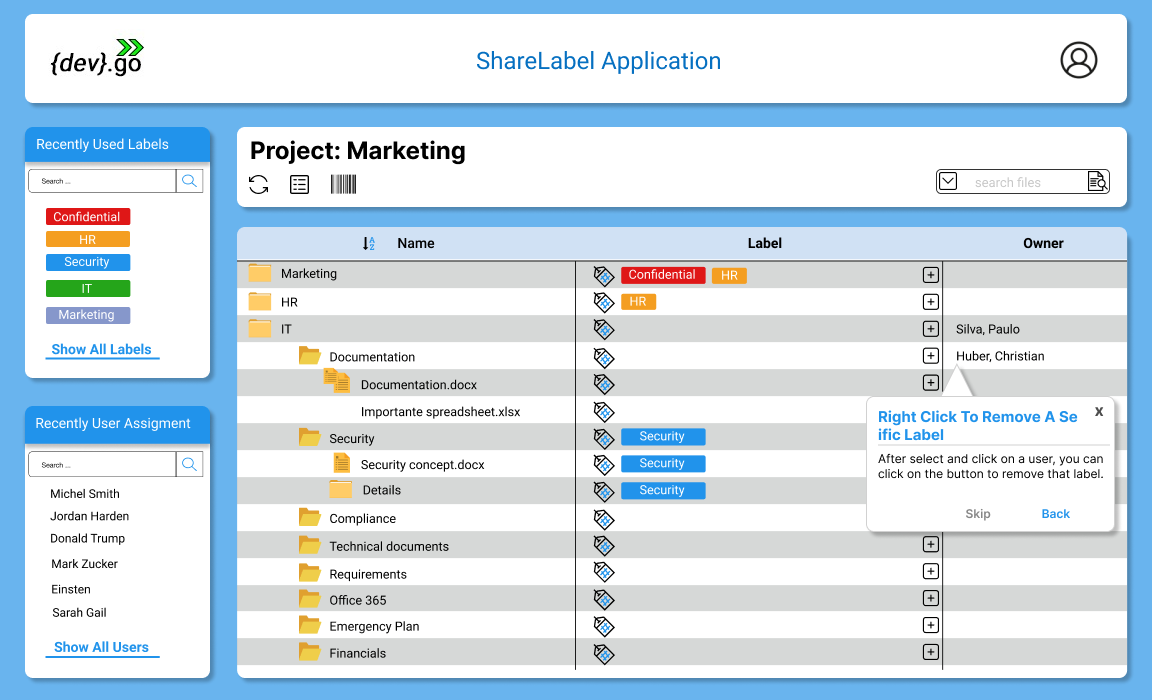 {dev}.go
ShareLabel Application
Recently Used Labels
Search ...
Confidential
HR
Security
IT
Marketing
Show All Labels
Recently User Assigment
Search ...
Michel Smith
Jordan Harden
Donald Trump
Mark Zucker
Einsten
Sarah Gail
Show All Users
Project: Marketing
search files
Name Label Owner
Marketing Confidential HR
HR HR
IT Silva, Paulo
Documentation Huber, Christian
Documentation.docx
Importante spreadsheet.xlsx
Security Security
Security concept.docx Security
Details Security
Compliance
Technical documents
Requirements
Office 365
Emergency Plan
Financials
Right Click To Remove A Se
ific Label
X
After select and click on a user, you can
click on the button to remove that label.
Skip Back